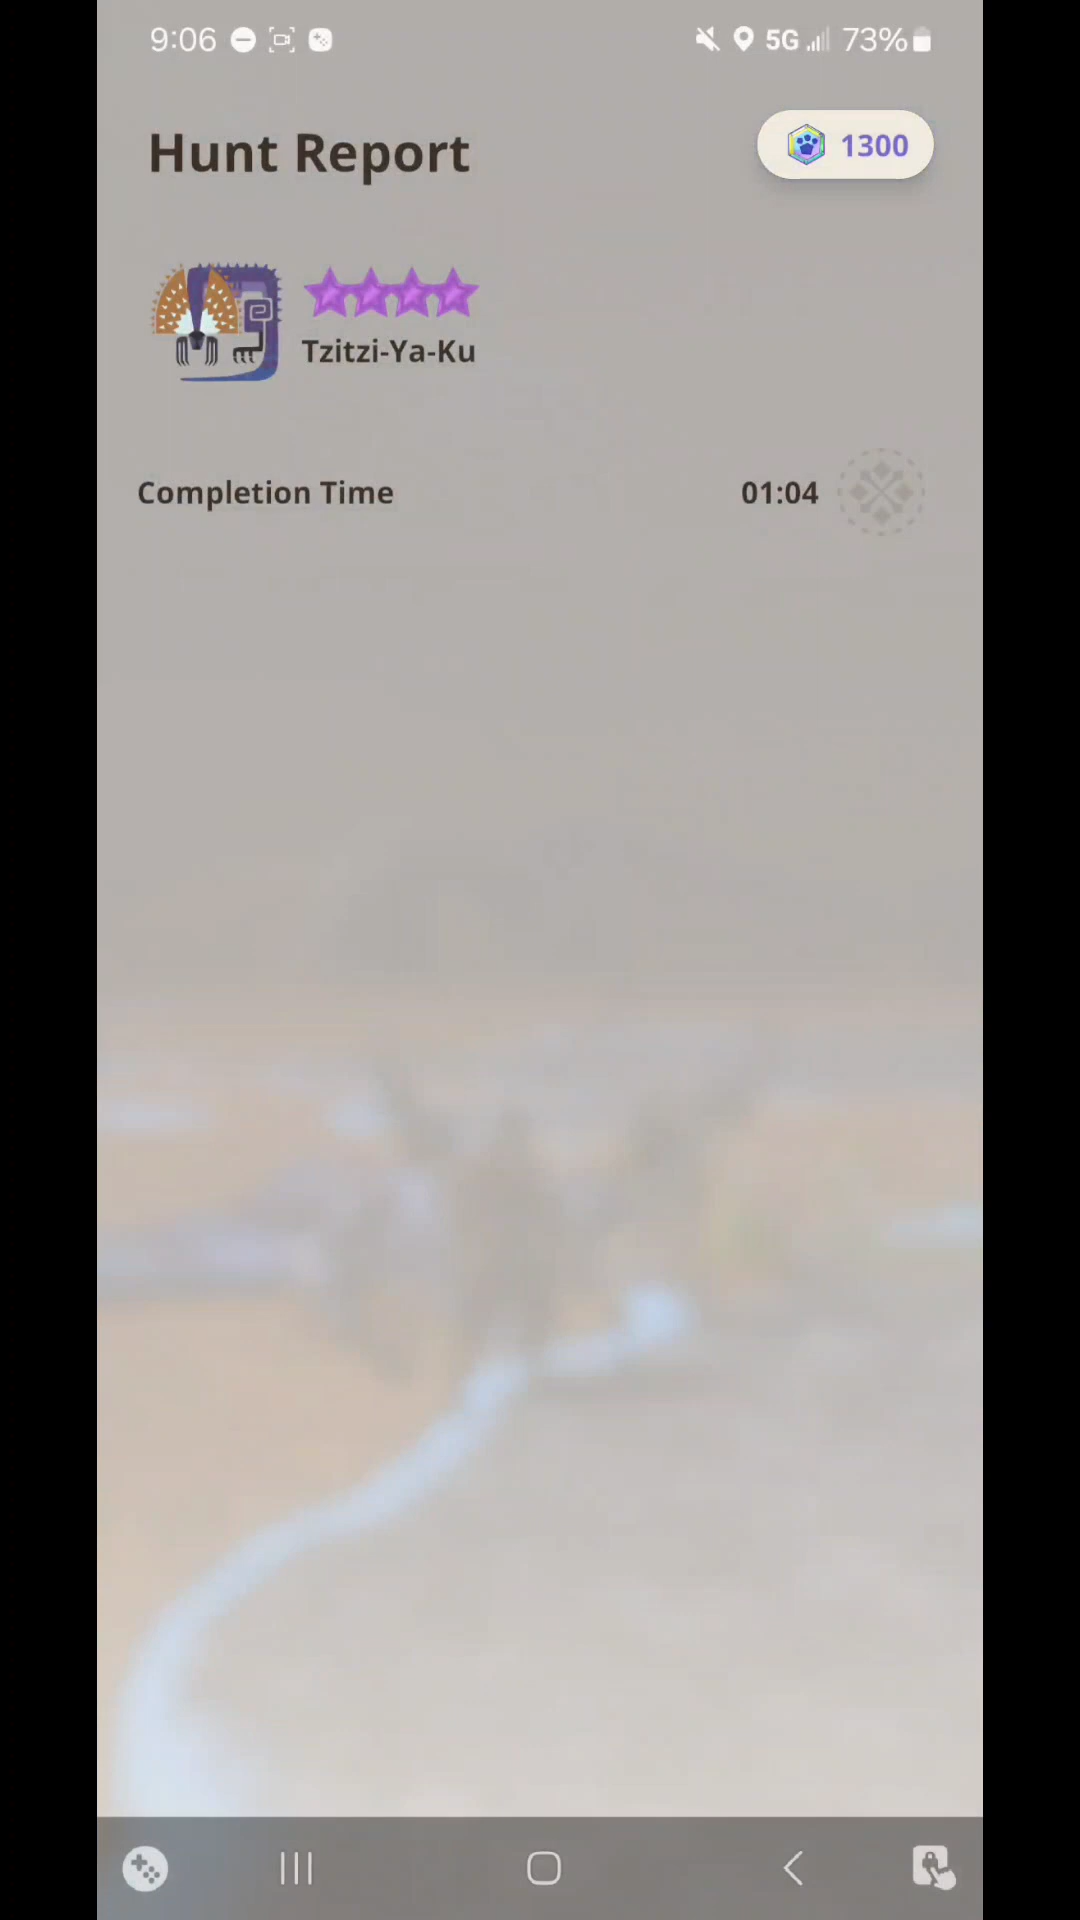 9:06 5G 73%
Hunt Report
1300
Tzitzi-Ya-Ku
Completion Time 01:04